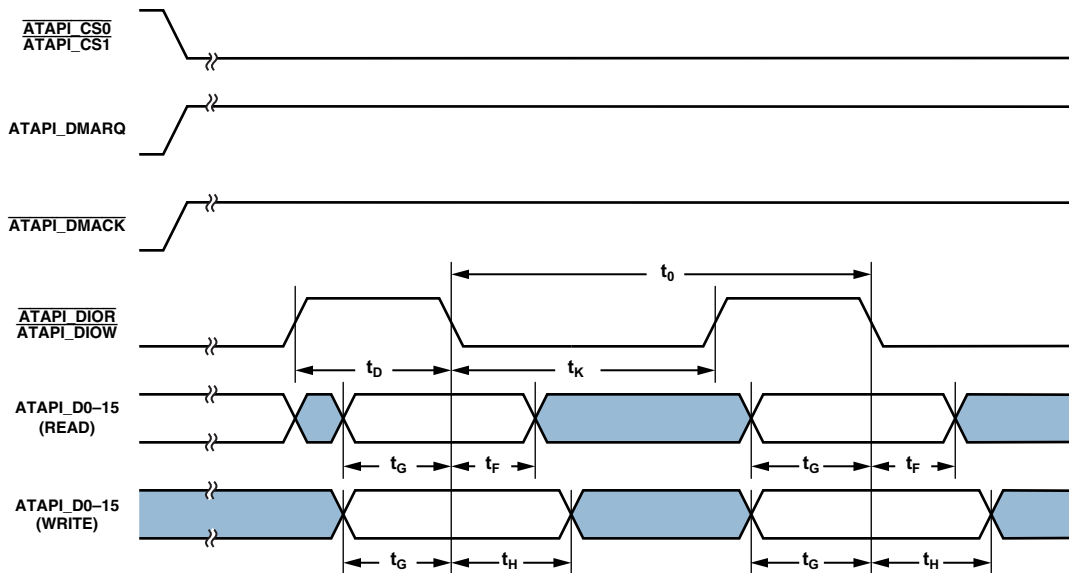 ATAPI_CS0
ATAPI_CS1
ATAPI_DMARQ
ATAPI_DMACK
t0
ATAPI_DIOR
ATAPI_DIOW
tD
tK
ATAPI_D0–15
(READ)
tG
tF
tG
tF
ATAPI_D0–15
(WRITE)
tG
tH
tG
tH